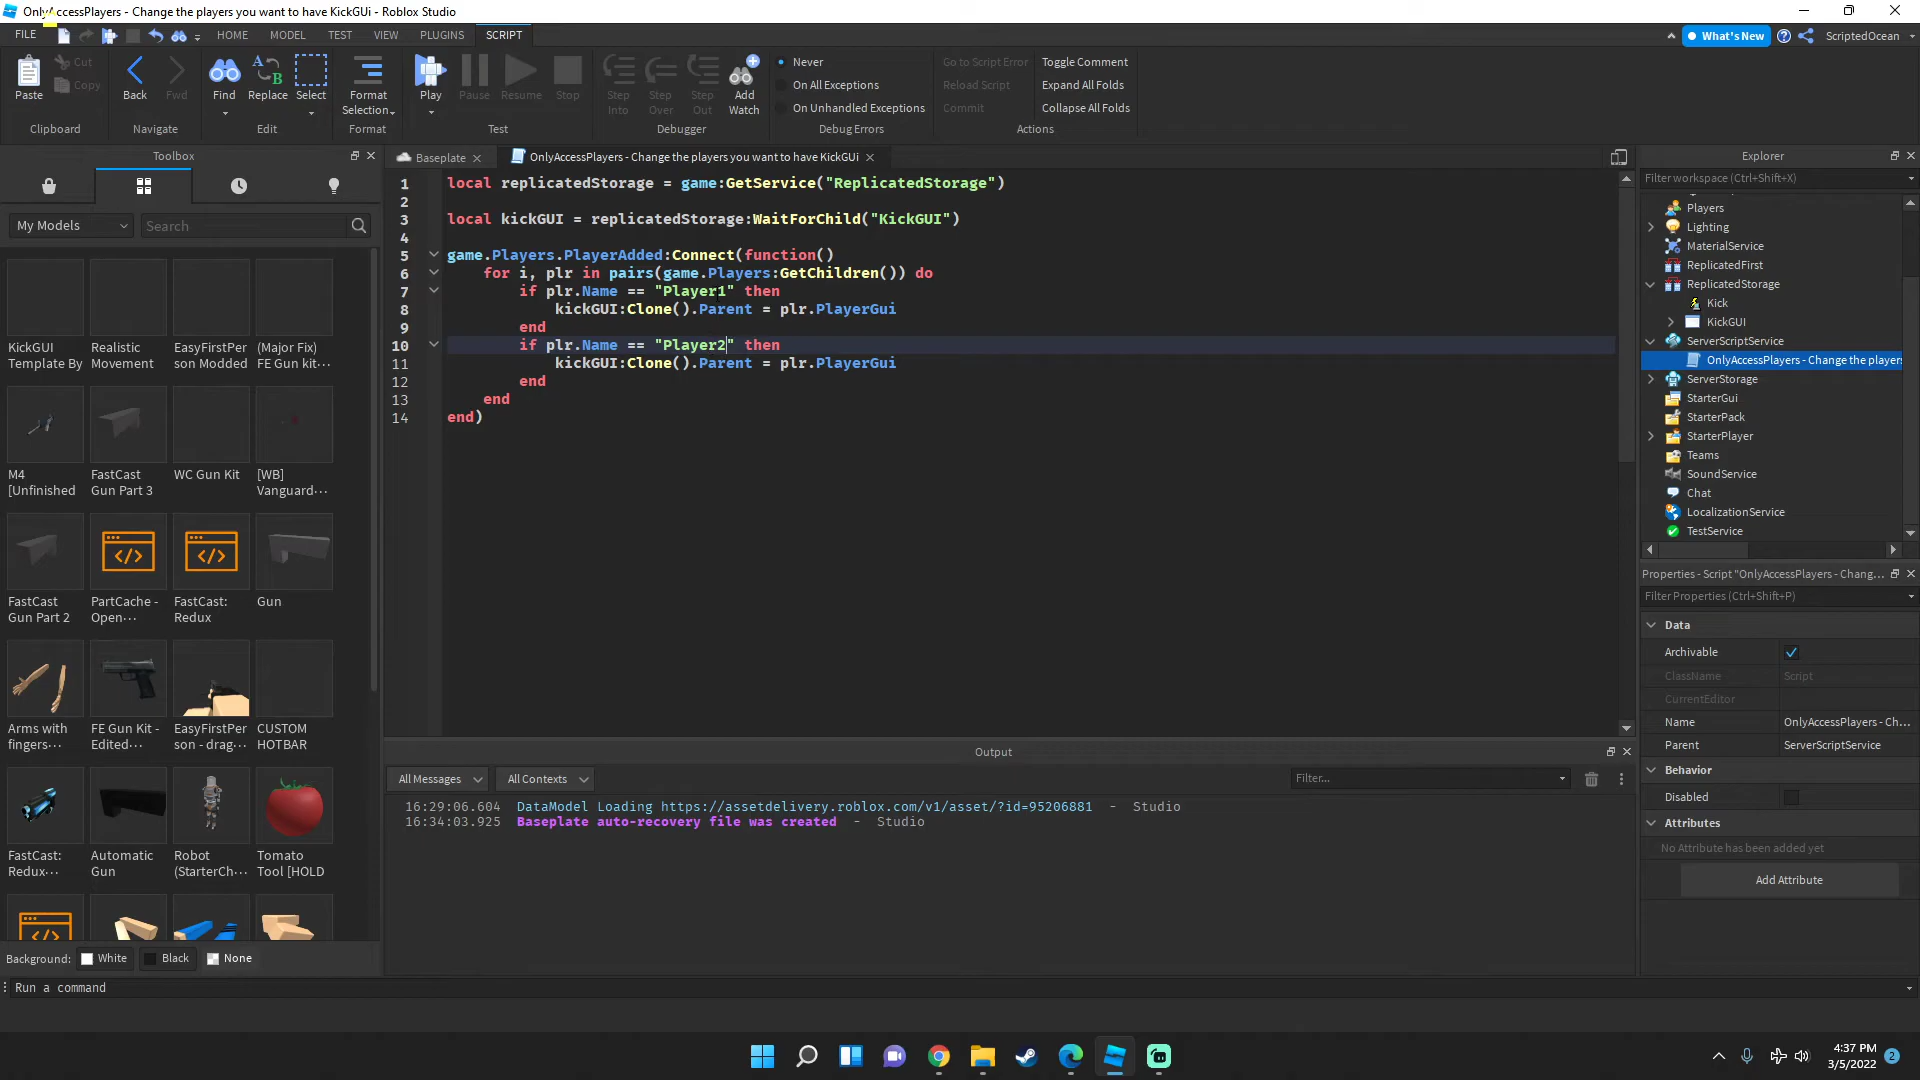 OnlyAccessPlayers - Change the players you want to have KickGUi - Roblox Studio
FILE HOME MODEL TEST VIEW PLUGINS SCRIPT What's New ScriptedOcean
Paste Cut Copy Back Fwd Find Replace Select Format Selection Play Pause Resume Stop Step Into Step Over Step Out Add Watch
Never Go to Script Error Toggle Comment
On All Exceptions Reload Script Expand All Folds
On Unhandled Exceptions Commit Collapse All Folds
Clipboard Navigate Edit Format Test Debugger Debug Errors Actions
Toolbox
My Models Search
KickGUI Template By
Realistic Movement
EasyFirstPer son Modded
(Major Fix) FE Gun kit···
M4 [Unfinished
FastCast Gun Part 3
WC Gun Kit
[WB] Vanguard···
FastCast Gun Part 2
PartCache - Open···
FastCast: Redux
Gun
Arms with fingers···
FE Gun Kit - Edited···
EasyFirstPer son - drag···
CUSTOM HOTBAR
FastCast: Redux···
Automatic Gun
Robot (StarterCh···
Tomato Tool [HOLD
Background: White Black None
Baseplate OnlyAccessPlayers - Change the players you want to have KickGUi
1 local replicatedStorage = game:GetService("ReplicatedStorage")
2
3 local kickGUI = replicatedStorage:WaitForChild("KickGUI")
4
5 game.Players.PlayerAdded:Connect(function()
6 for i, plr in pairs(game.Players:GetChildren()) do
7 if plr.Name == "Player1" then
8 kickGUI:Clone().Parent = plr.PlayerGui
9 end
10 if plr.Name == "Player2" then
11 kickGUI:Clone().Parent = plr.PlayerGui
12 end
13 end
14 end)
Output
All Messages All Contexts Filter...
16:29:06.604 DataModel Loading https://assetdelivery.roblox.com/v1/asset/?id=95206881 - Studio
16:34:03.925 Baseplate auto-recovery file was created - Studio
Explorer
Filter workspace (Ctrl+Shift+X)
Players
Lighting
MaterialService
ReplicatedFirst
ReplicatedStorage
Kick
KickGUI
ServerScriptService
OnlyAccessPlayers - Change the players
ServerStorage
StarterGui
StarterPack
StarterPlayer
Teams
SoundService
Chat
LocalizationService
TestService
Properties - Script "OnlyAccessPlayers - Chang...
Filter Properties (Ctrl+Shift+P)
Data
Archivable
ClassName Script
CurrentEditor
Name OnlyAccessPlayers - Ch...
Parent ServerScriptService
Behavior
Disabled
Attributes
No Attribute has been added yet
Add Attribute
Run a command
4:37 PM
3/5/2022
2